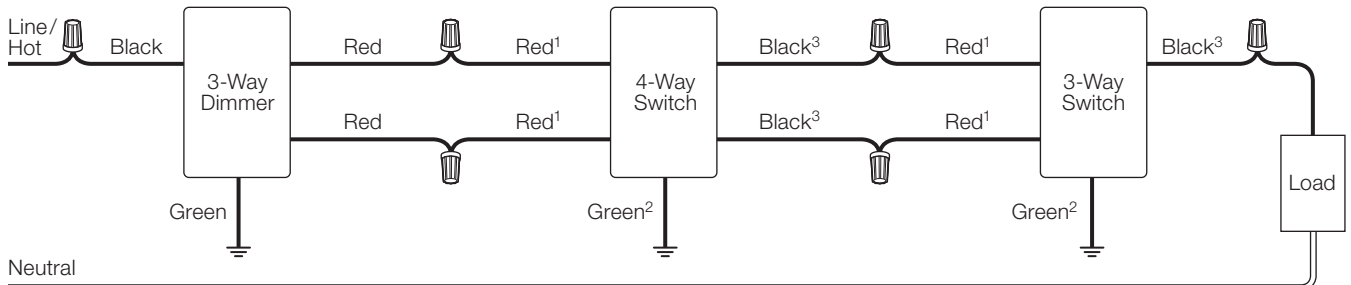 Line/
Hot
Black
Red
Red¹
Black³
Red¹
Black³
3-Way
Dimmer
4-Way
Switch
3-Way
Switch
Red
Red¹
Black³
Red¹
Load
Green
Green²
Green²
Neutral